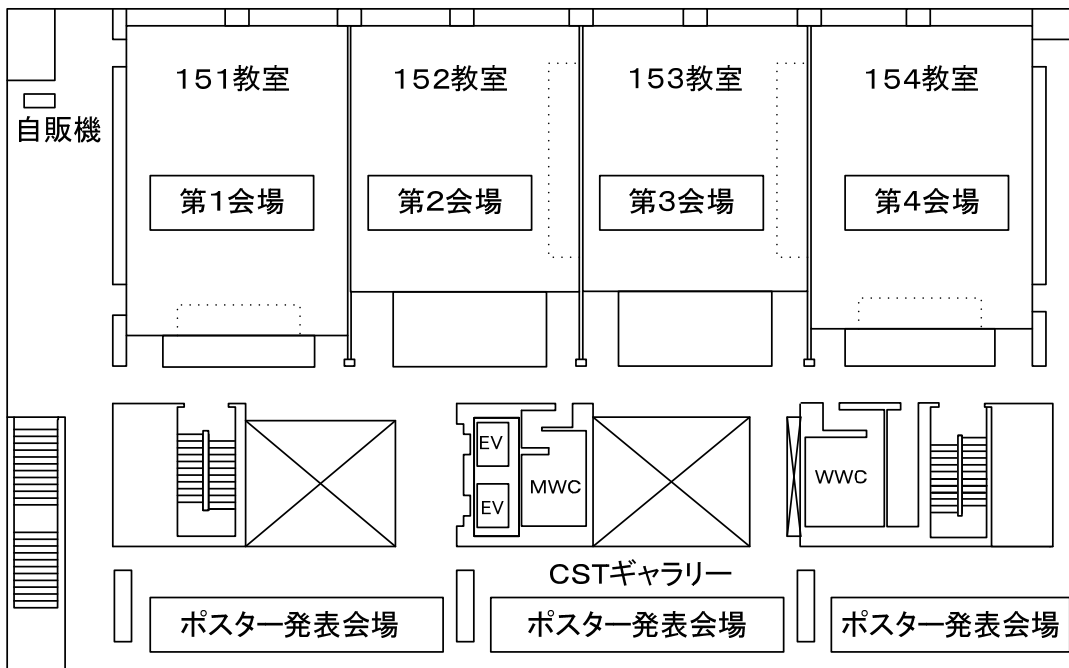 151教室
152教室
153教室
154教室
自販機
第1会場
第2会場
第3会場
第4会場
EV
EV
MWC
WWC
CSTギャラリー
ポスター発表会場
ポスター発表会場
ポスター発表会場